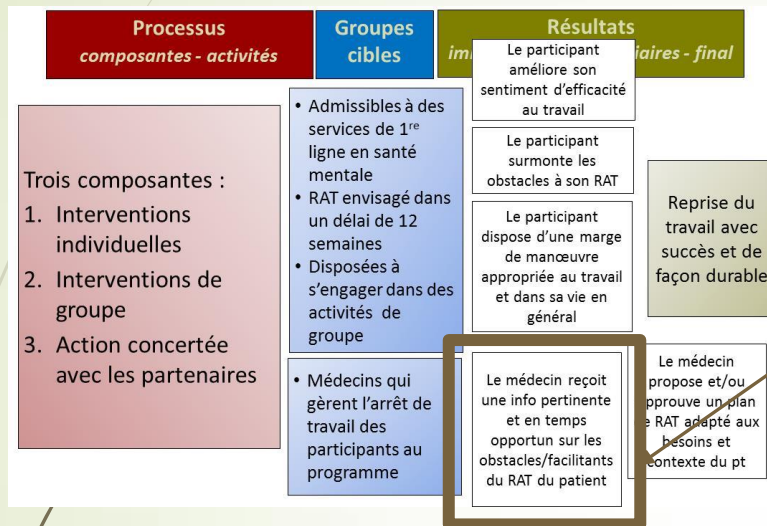 Processus
composantes - activités
Groupes
cibles
Résultats
aires - final
Trois composantes :
1. Interventions
individuelles
2. Interventions de
groupe
3. Action concertée
avec les partenaires
• Admissibles à des
services de 1re
ligne en santé
mentale
• RAT envisagé dans
un délai de 12
semaines
• Disposées à
s'engager dans des
activités de
groupe
• Médecins qui
gèrent l'arrêt de
travail des
participants au
programme
Le participant
améliore son
sentiment d'efficacité
au travail
Le participant
surmonte les
obstacles à son RAT
Le participant
dispose d'une marge
de manœuvre
appropriée au travail
et dans sa vie en
général
Le médecin reçoit
une info pertinente
et en temps
opportun sur les
obstacles/facilitants
du RAT du patient
Reprise du
travail avec
succès et de
façon durable
Le médecin
propose et/ou
pprouve un plan
e RAT adapté aux
besoins et
contexte du pt